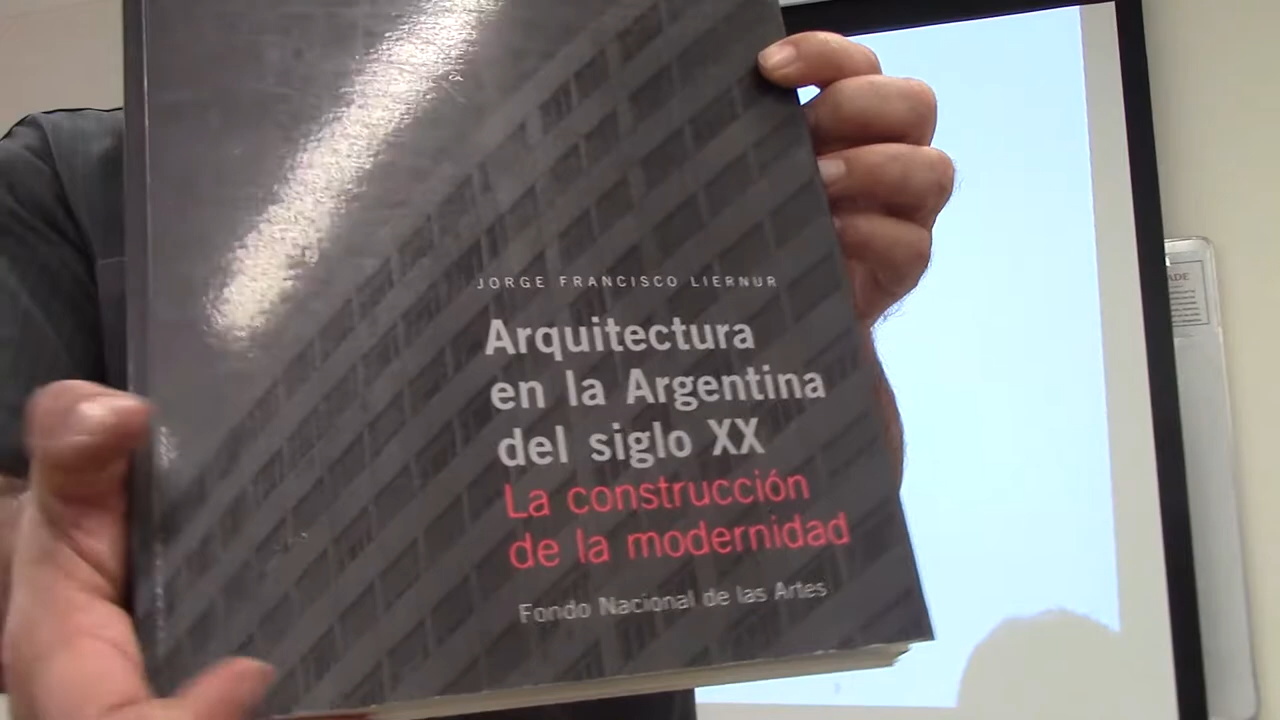 JORGE FRANCISCO LIERNUR
Arquitectura
en la Argentina
del siglo XX
La construcción
de la modernidad
Fondo Nacional de las Artes
ADE